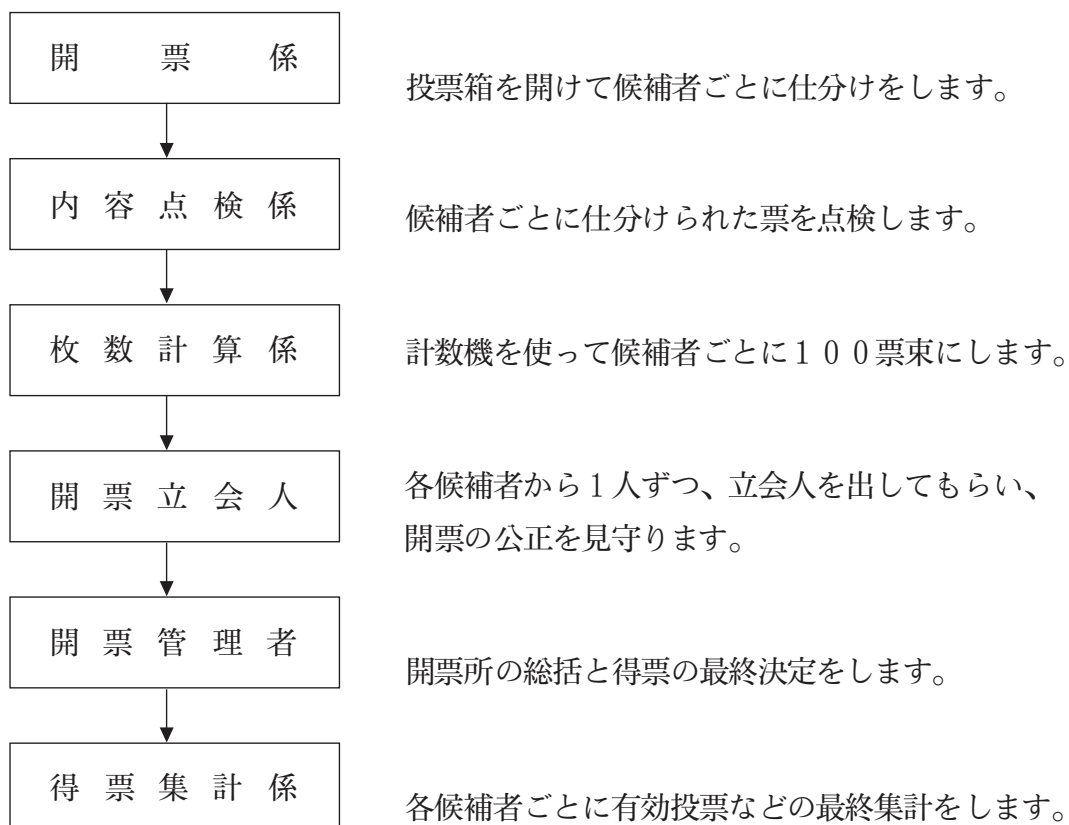 開票係
投票箱を開けて候補者ごとに仕分けをします。
内容点検係
候補者ごとに仕分けられた票を点検します。
枚数計算係
計数機を使って候補者ごとに１００票束にします。
開票立会人
各候補者から１人ずつ、立会人を出してもらい、
開票の公正を見守ります。
開票管理者
開票所の総括と得票の最終決定をします。
得票集計係
各候補者ごとに有効投票などの最終集計をします。